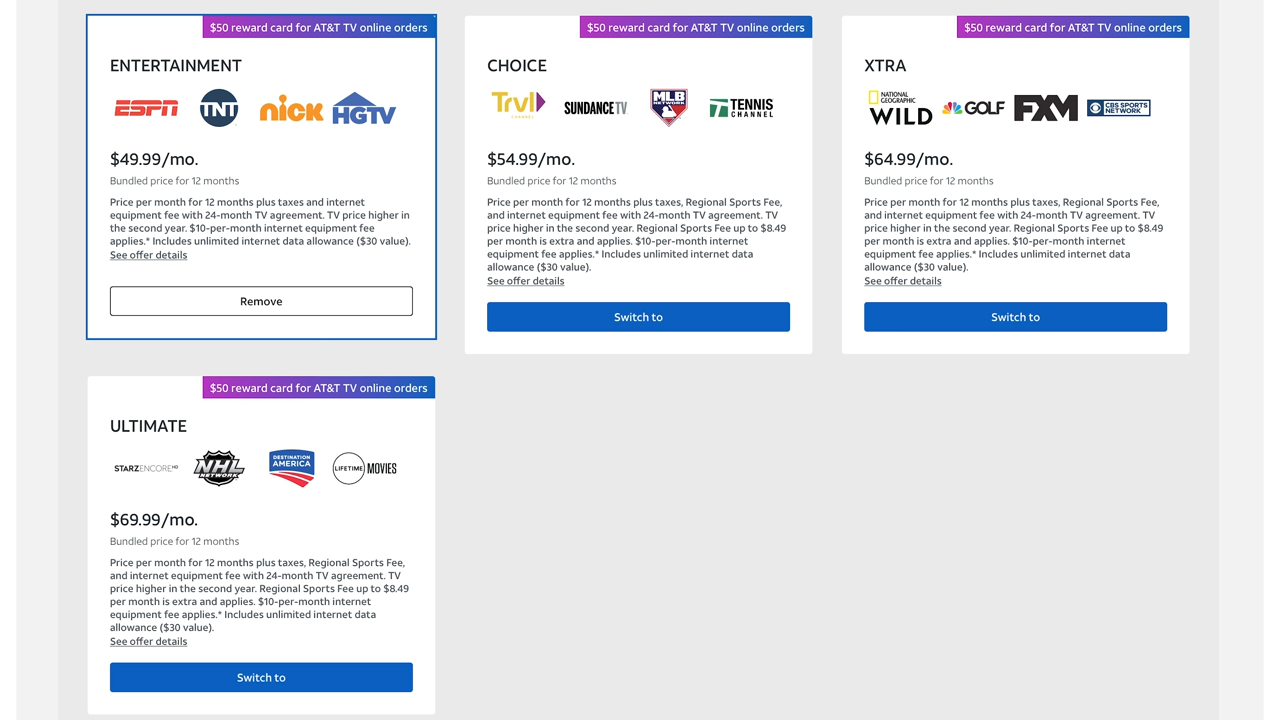 $50 reward card for AT&T TV online orders
ENTERTAINMENT
ESPN TNT nick HGTV
$49.99/mo.
Bundled price for 12 months
Price per month for 12 months plus taxes and internet
equipment fee with 24-month TV agreement. TV price higher in
the second year. $10-per-month internet equipment fee
applies.* Includes unlimited internet data allowance ($30 value).
See offer details
Remove
$50 reward card for AT&T TV online orders
CHOICE
Trvl CHANNEL SUNDANCE TV MLB NETWORK TENNIS CHANNEL
$54.99/mo.
Bundled price for 12 months
Price per month for 12 months plus taxes, Regional Sports Fee,
and internet equipment fee with 24-month TV agreement. TV
price higher in the second year. Regional Sports Fee up to $8.49
per month is extra and applies. $10-per-month internet
equipment fee applies.* Includes unlimited internet data
allowance ($30 value).
See offer details
Switch to
$50 reward card for AT&T TV online orders
XTRA
NATIONAL GEOGRAPHIC WILD GOLF FXM CBS SPORTS NETWORK
$64.99/mo.
Bundled price for 12 months
Price per month for 12 months plus taxes, Regional Sports Fee,
and internet equipment fee with 24-month TV agreement. TV
price higher in the second year. Regional Sports Fee up to $8.49
per month is extra and applies. $10-per-month internet
equipment fee applies.* Includes unlimited internet data
allowance ($30 value).
See offer details
Switch to
$50 reward card for AT&T TV online orders
ULTIMATE
STARZENCORE HD NHL NETWORK DESTINATION AMERICA LIFETIME MOVIES
$69.99/mo.
Bundled price for 12 months
Price per month for 12 months plus taxes, Regional Sports Fee,
and internet equipment fee with 24-month TV agreement. TV
price higher in the second year. Regional Sports Fee up to $8.49
per month is extra and applies. $10-per-month internet
equipment fee applies.* Includes unlimited internet data
allowance ($30 value).
See offer details
Switch to